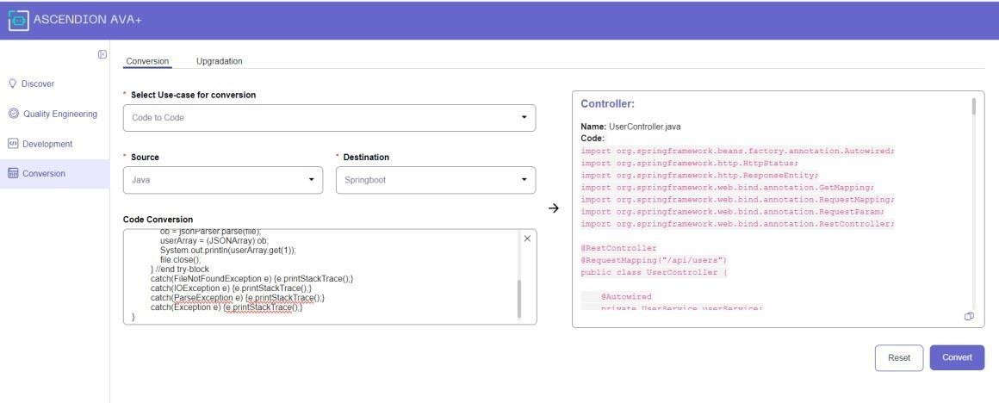 ASCENDION AVA+
Discover
Quality Engineering
Development
Conversion
Conversion Upgradation
* Select Use-case for conversion
Code to Code
* Source * Destination
Java Springboot
Code Conversion
ob = jsonParser.parse(file);
userArray = (JSONArray) ob;
System.out.println(userArray.get(1));
file.close();
} //end try-block
catch(FileNotFoundException e) {e.printStackTrace();}
catch(IOException e) {e.printStackTrace();}
catch(ParseException e) {e.printStackTrace();}
catch(Exception e) {e.printStackTrace();}
}
Controller:
Name: UserController.java
Code:
import org.springframework.beans.factory.annotation.Autowired;
import org.springframework.http.HttpStatus;
import org.springframework.http.ResponseEntity;
import org.springframework.web.bind.annotation.GetMapping;
import org.springframework.web.bind.annotation.RequestMapping;
import org.springframework.web.bind.annotation.RequestParam;
import org.springframework.web.bind.annotation.RestController;
@RestController
@RequestMapping("/api/users")
public class UserController {
@Autowired
private UserService userService;
Reset Convert